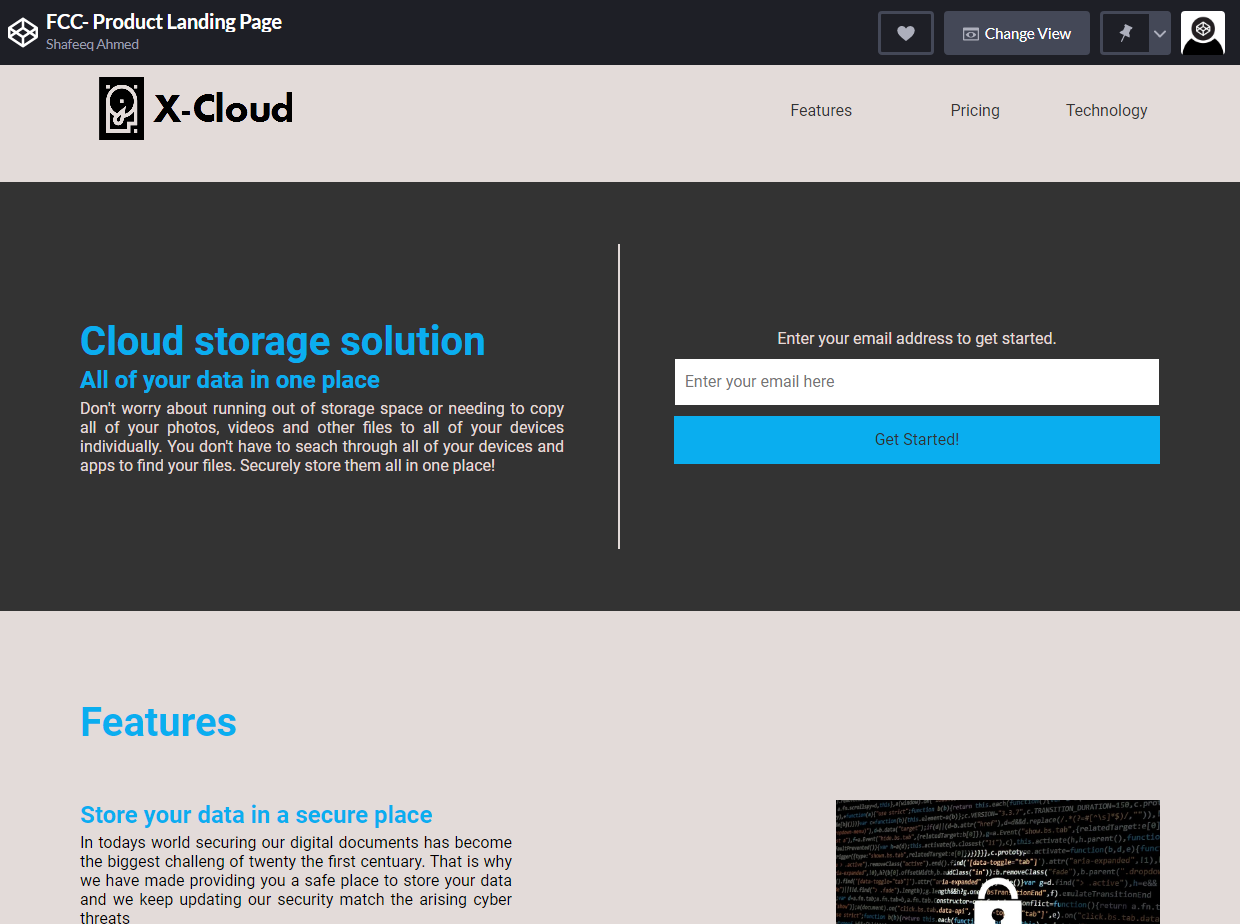 FCC- Product Landing Page
Shafeeq Ahmed
Change View
X-Cloud
Features
Pricing
Technology
Cloud storage solution
All of your data in one place
Don't worry about running out of storage space or needing to copy
all of your photos, videos and other files to all of your devices
individually. You don't have to seach through all of your devices and
apps to find your files. Securely store them all in one place!
Enter your email address to get started.
Enter your email here
Get Started!
Features
Store your data in a secure place
In todays world securing our digital documents has become
the biggest challeng of twenty the first centuary. That is why
we have made providing you a safe place to store your data
and we keep updating our security match the arising cyber
threats